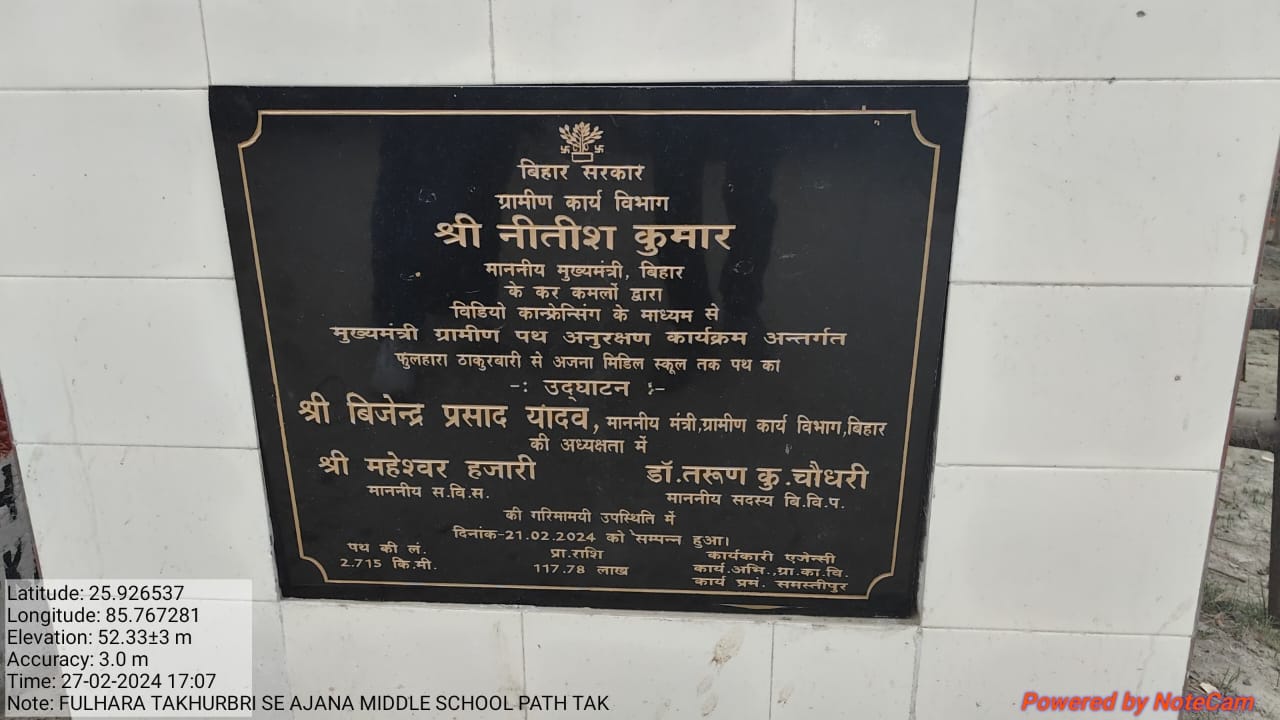 बिहार सरकार
ग्रामीण कार्य विभाग
श्री नीतीश कुमार
माननीय मुख्यमंत्री, बिहार
के कर कमलों द्वारा
विडियो कान्फ्रेन्सिंग के माध्यम से
मुख्यमंत्री ग्रामीण पथ अनुरक्षण कार्यक्रम अन्तर्गत
फुलहारा ठाकुरबारी से अजना मिडिल स्कूल तक पथ का
-: उद्घाटन :-
श्री बिजेन्द्र प्रसाद यादव, माननीय मंत्री,ग्रामीण कार्य विभाग,बिहार
की अध्यक्षता में
श्री महेश्वर हजारी डॉ.तरूण कु.चौधरी
माननीय स.वि.स. माननीय सदस्य बि.वि.प.
की गरिमामयी उपस्थिति में
दिनांक-21.02.2024 को सम्पन्न हुआ।
पथ की लं. प्रा.राशि कार्यकारी एजेन्सी
2.715 कि.मी. 117.78 लाख कार्य.अभि.,ग्रा.का.वि.
कार्य प्रमं. समस्तीपुर
Latitude: 25.926537
Longitude: 85.767281
Elevation: 52.33±3 m
Accuracy: 3.0 m
Time: 27-02-2024 17:07
Note: FULHARA TAKHURBRI SE AJANA MIDDLE SCHOOL PATH TAK
Powered by NoteCam